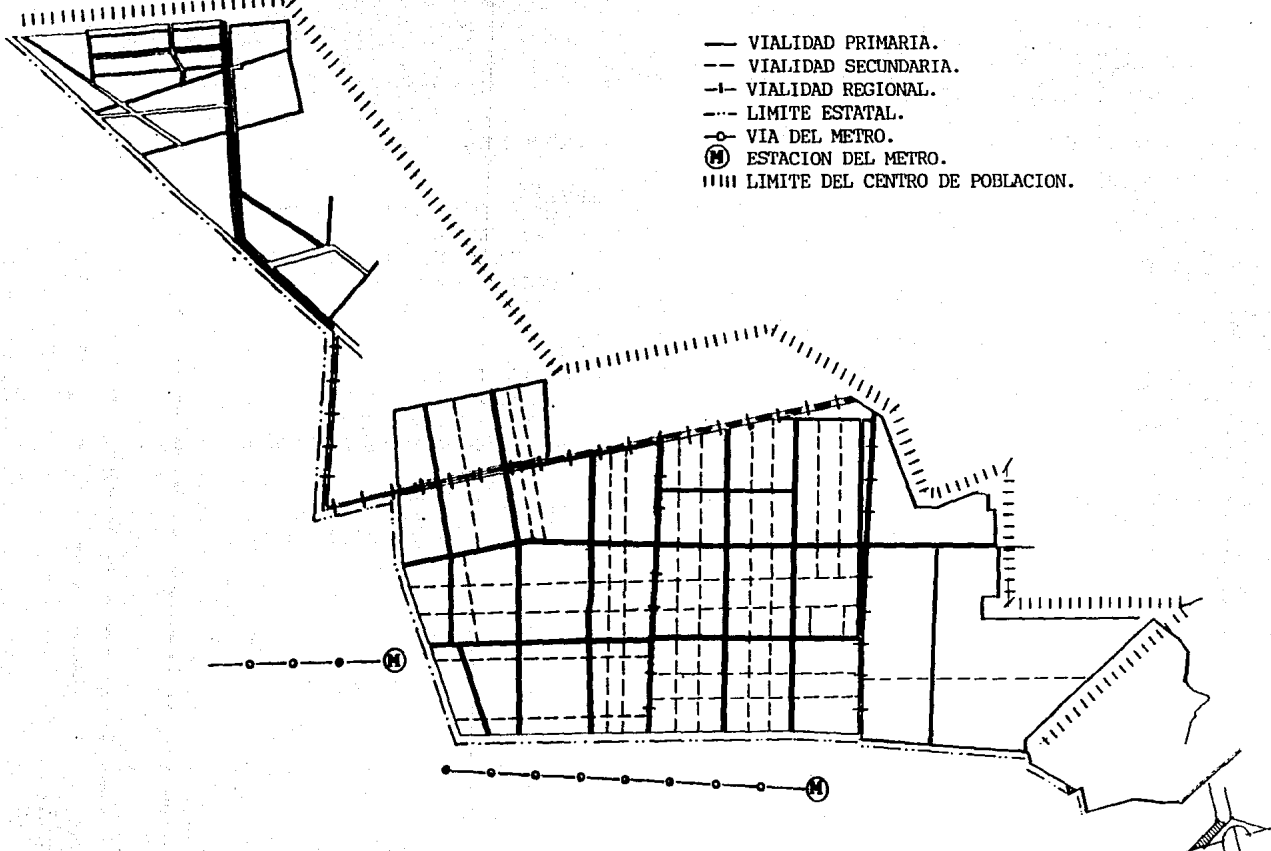 VIALIDAD PRIMARIA.
VIALIDAD SECUNDARIA.
VIALIDAD REGIONAL.
LIMITE ESTATAL.
VIA DEL METRO.
M ESTACION DEL METRO.
LIMITE DEL CENTRO DE POBLACION.
M
M